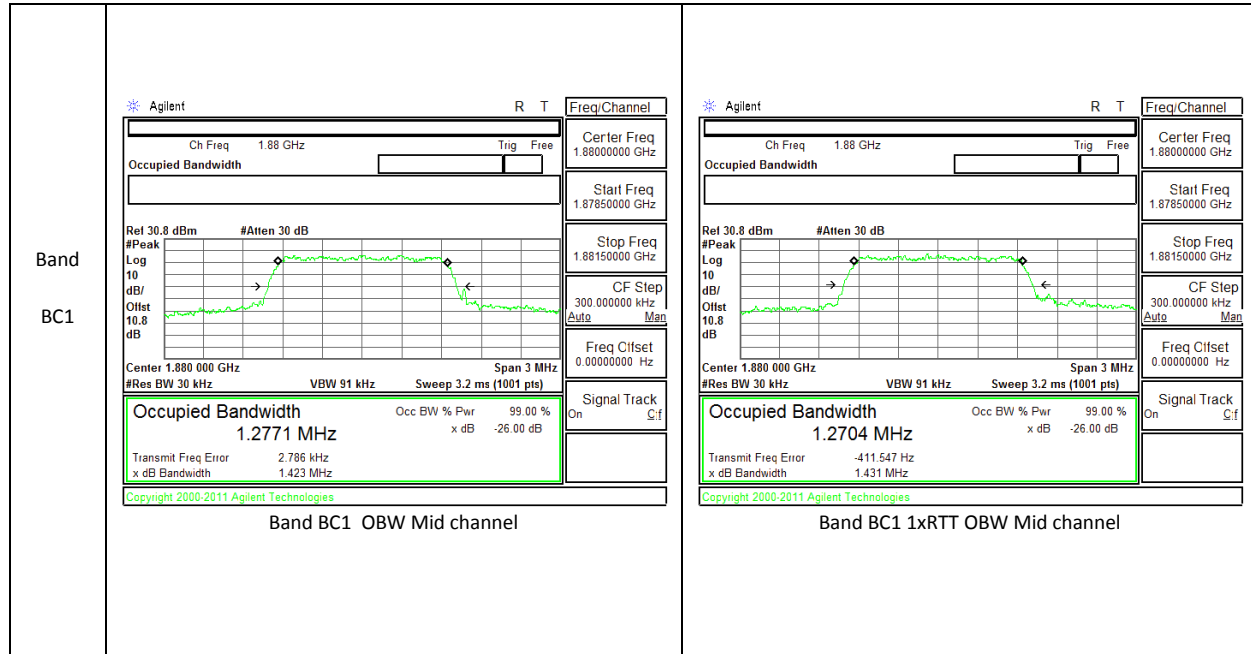 Band
BC1
Agilent R T
Ch Freq 1.88 GHz Trig Free
Occupied Bandwidth
Ref 30.8 dBm #Atten 30 dB
#Peak
Log
10
dB/
Offst
10.8
dB
Center 1.880 000 GHz Span 3 MHz
#Res BW 30 kHz VBW 91 kHz Sweep 3.2 ms (1001 pts)
Occupied Bandwidth Occ BW % Pwr 99.00 %
1.2771 MHz x dB -26.00 dB
Transmit Freq Error 2.786 kHz
x dB Bandwidth 1.423 MHz
Copyright 2000-2011 Agilent Technologies
Freq/Channel
Center Freq
1.88000000 GHz
Start Freq
1.87850000 GHz
Stop Freq
1.88150000 GHz
CF Step
300.000000 kHz
Auto Man
Freq Offset
0.00000000 Hz
Signal Track
On Off
Band BC1 OBW Mid channel
Agilent R T
Ch Freq 1.88 GHz Trig Free
Occupied Bandwidth
Ref 30.8 dBm #Atten 30 dB
#Peak
Log
10
dB/
Offst
10.8
dB
Center 1.880 000 GHz Span 3 MHz
#Res BW 30 kHz VBW 91 kHz Sweep 3.2 ms (1001 pts)
Occupied Bandwidth Occ BW % Pwr 99.00 %
1.2704 MHz x dB -26.00 dB
Transmit Freq Error -411.547 Hz
x dB Bandwidth 1.431 MHz
Copyright 2000-2011 Agilent Technologies
Freq/Channel
Center Freq
1.88000000 GHz
Start Freq
1.87850000 GHz
Stop Freq
1.88150000 GHz
CF Step
300.000000 kHz
Auto Man
Freq Offset
0.00000000 Hz
Signal Track
On Off
Band BC1 1xRTT OBW Mid channel